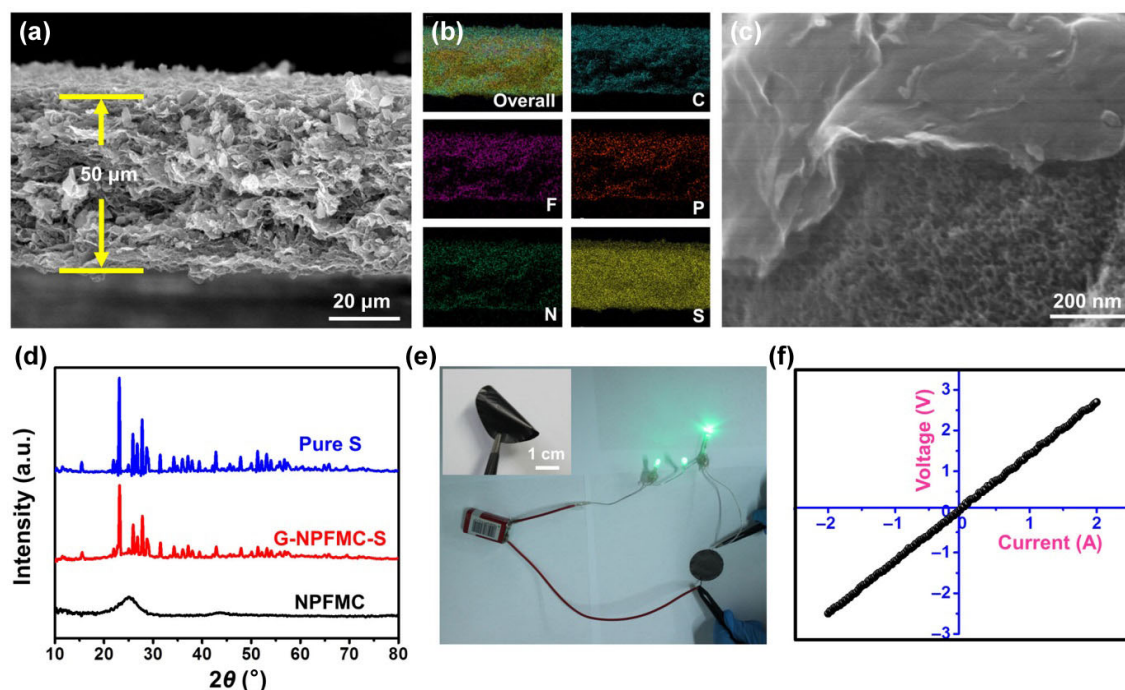 (a)
50 μm
20 μm
(b)
Overall
C
F
P
N
S
(c)
200 nm
(d)
Intensity (a.u.)
Pure S
G-NPFMC-S
NPFMC
10 20 30 40 50 60 70 80
2θ (°)
(e)
1 cm
(f)
Voltage (V)
3
2
1
−2 −1 0 1 2
Current (A)
−1
−2
−3